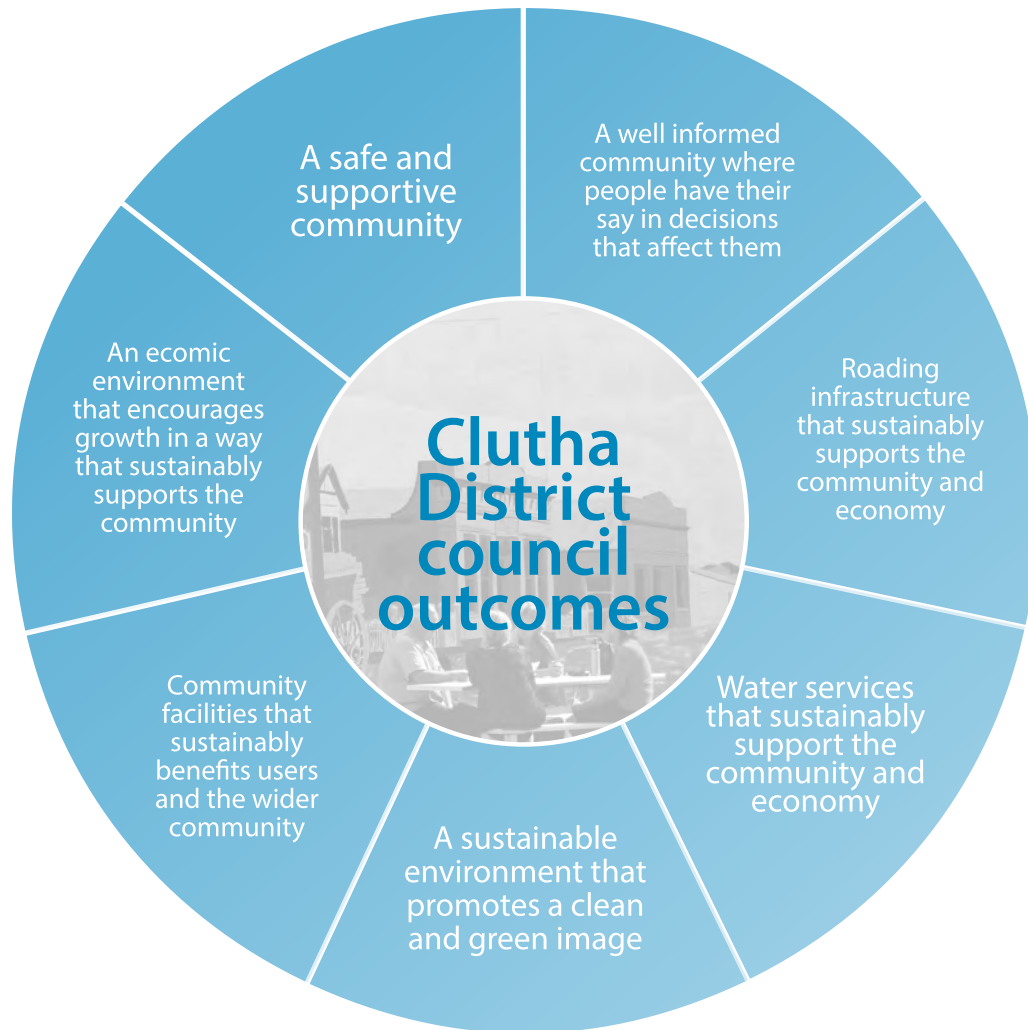 Clutha
District
council
outcomes
A well informed
community where
people have their
say in decisions
that affect them
Roading
infrastructure
that sustainably
supports the
community and
economy
Water services
that sustainably
support the
community and
economy
A sustainable
environment that
promotes a clean
and green image
Community
facilities that
sustainably
benefits users
and the wider
community
An ecomic
environment
that encourages
growth in a way
that sustainably
supports the
community
A safe and
supportive
community